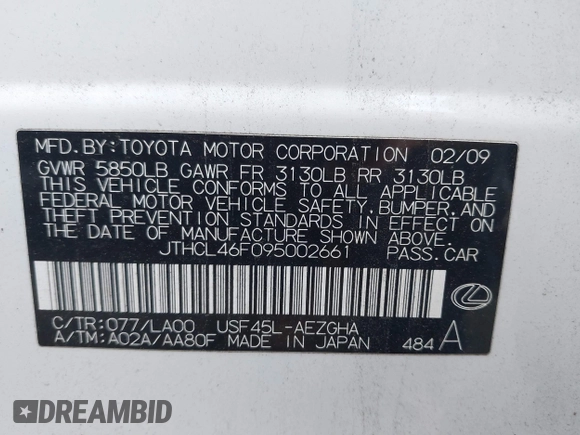 MFD.BY:TOYOTA MOTOR CORPORATION 02/09
GVWR 5850LB GAWR FR 3130LB RR 3130LB
THIS VEHICLE CONFORMS TO ALL APPLICABLE
FEDERAL MOTOR VEHICLE SAFETY,BUMPER,AND
THEFT PREVENTION STANDARDS IN EFFECT ON
THE DATE OF MANUFACTURE SHOWN ABOVE.
JTHCL46F095002661 PASS.CAR
C/TR:077/LA00 USF45L-AEZGHA
A/TM:A02A/AA80F MADE IN JAPAN 484 A
DREAMBID